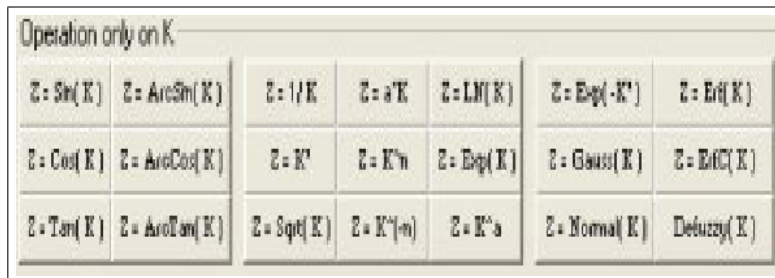 Operation only on K
Z = Sin( K ) Z = ArcSin( K ) Z = 1/ K Z = a*K Z = LN( K ) Z = Exp( -K² ) Z = Erf( K )
Z = Cos( K ) Z = ArcCos( K ) Z = K² Z = K^n Z = Exp( K ) Z = Gauss( K ) Z = ErfC( K )
Z = Tan( K ) Z = ArcTan( K ) Z = Sqrt( K ) Z = K^(-n) Z = K^a Z = Normal( K ) Defuzzy( K )